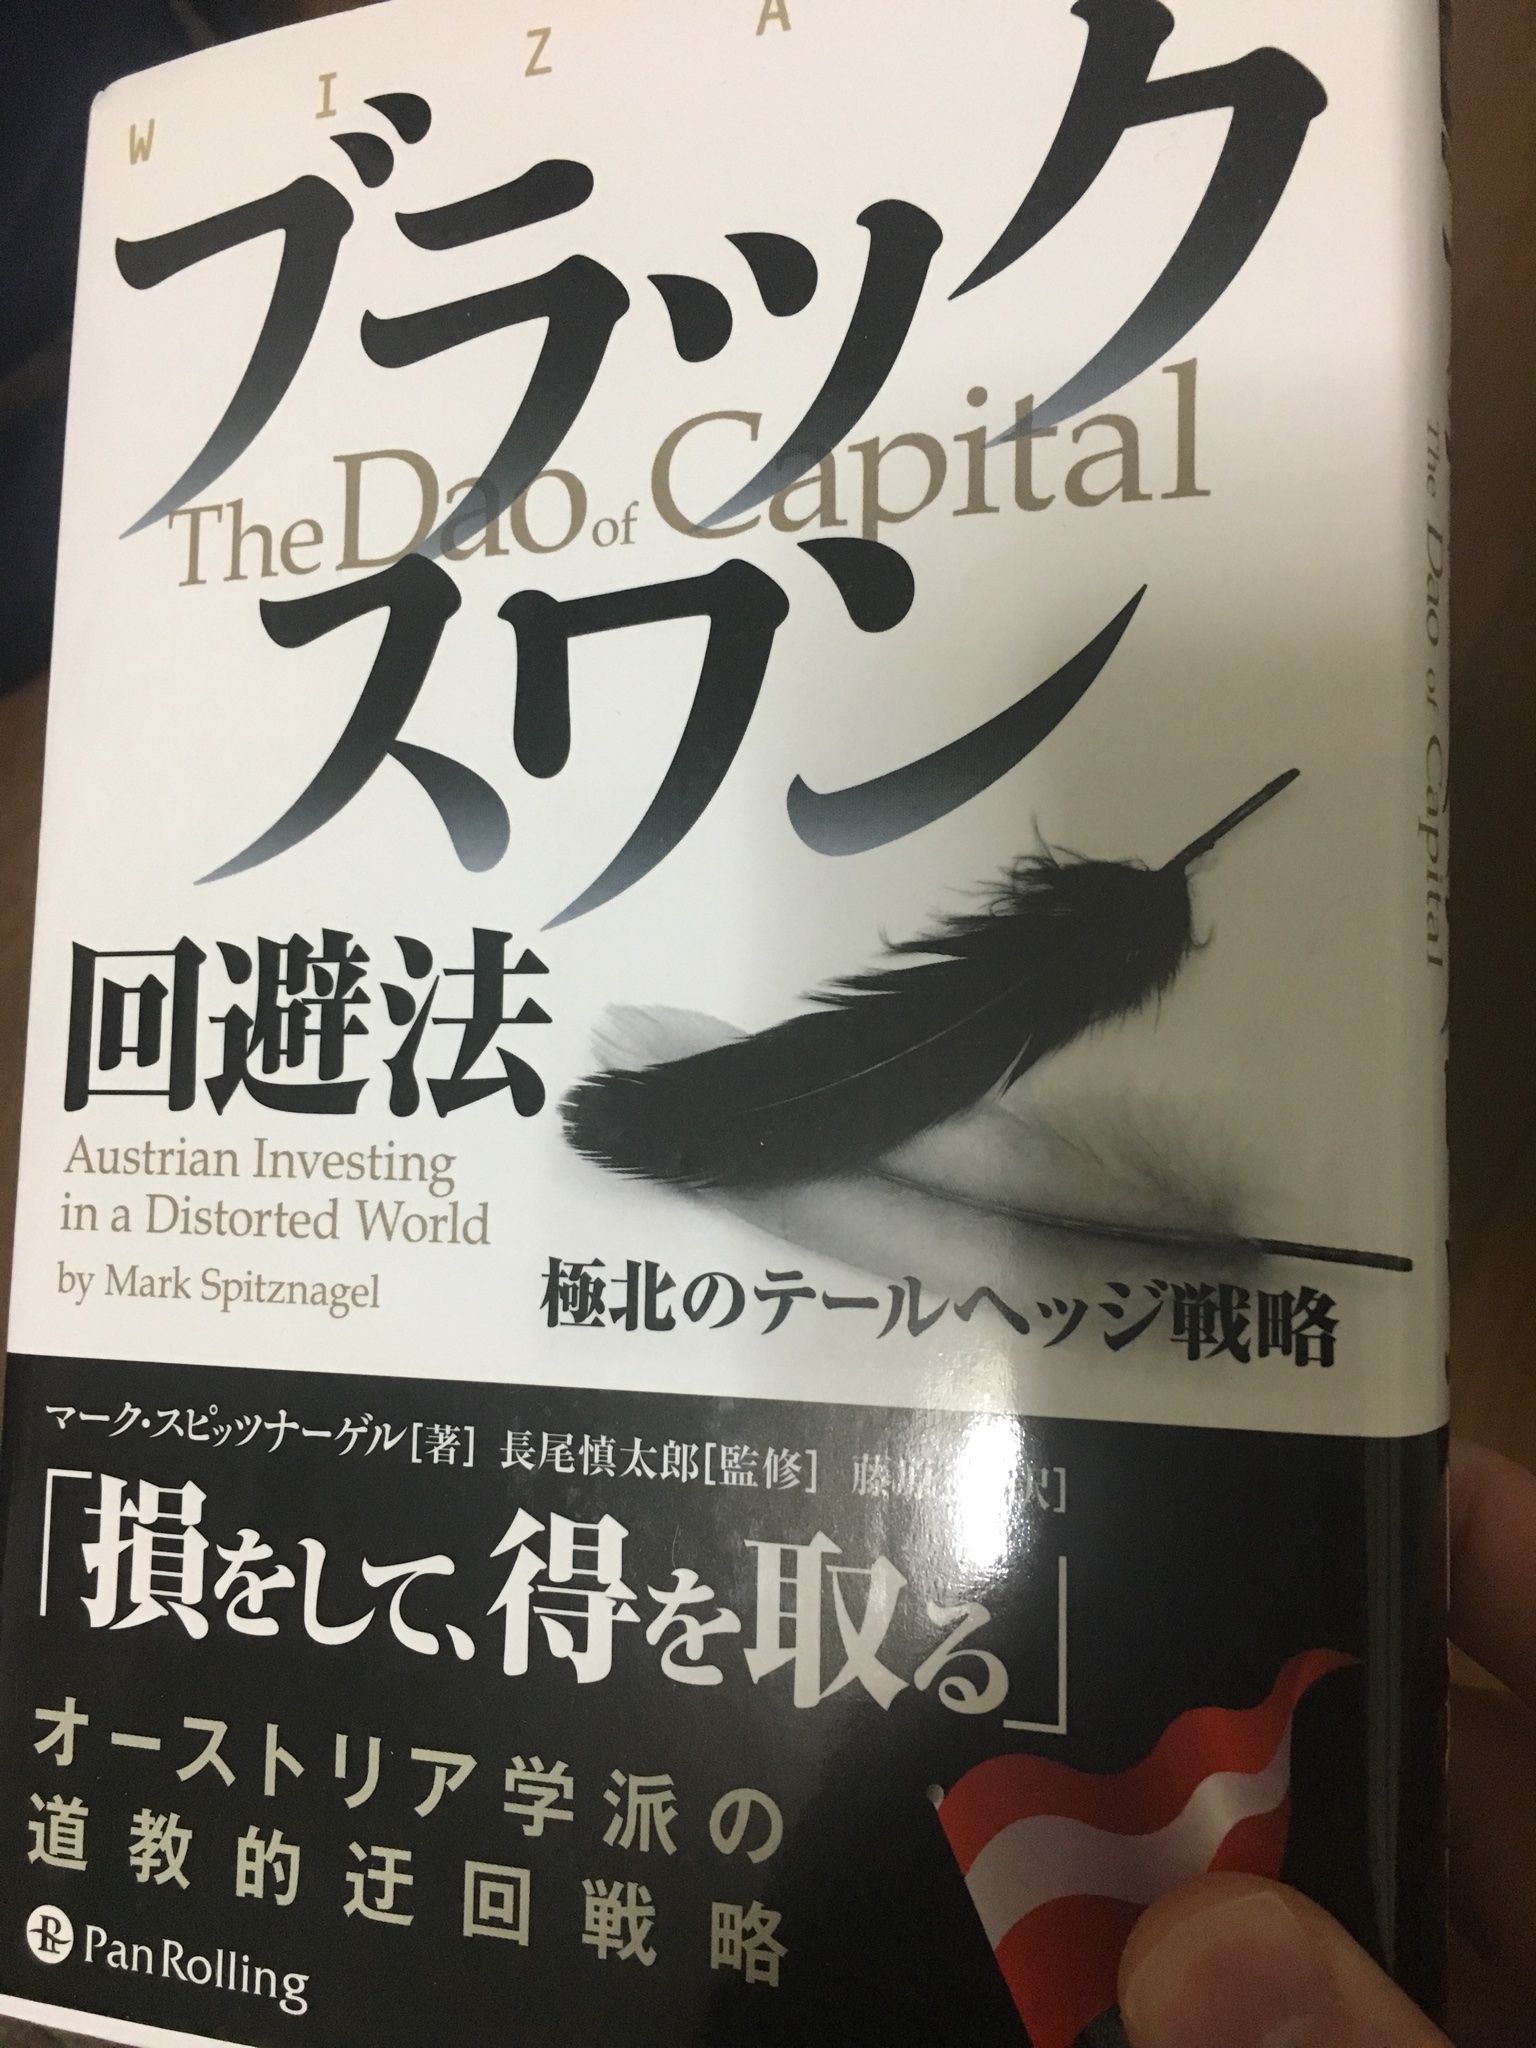 W I Z A
ブラック
The Dao of Capital
スワン
回避法
Austrian Investing
in a Distorted World
by Mark Spitznagel
極北のテールヘッジ戦略
マーク・スピッツナーゲル[著] 長尾慎太郎[監修] 藤原 訳]
「損をして、得を取る」
オーストリア学派の
道教的迂回戦略
PanRolling
The Dao of Capital